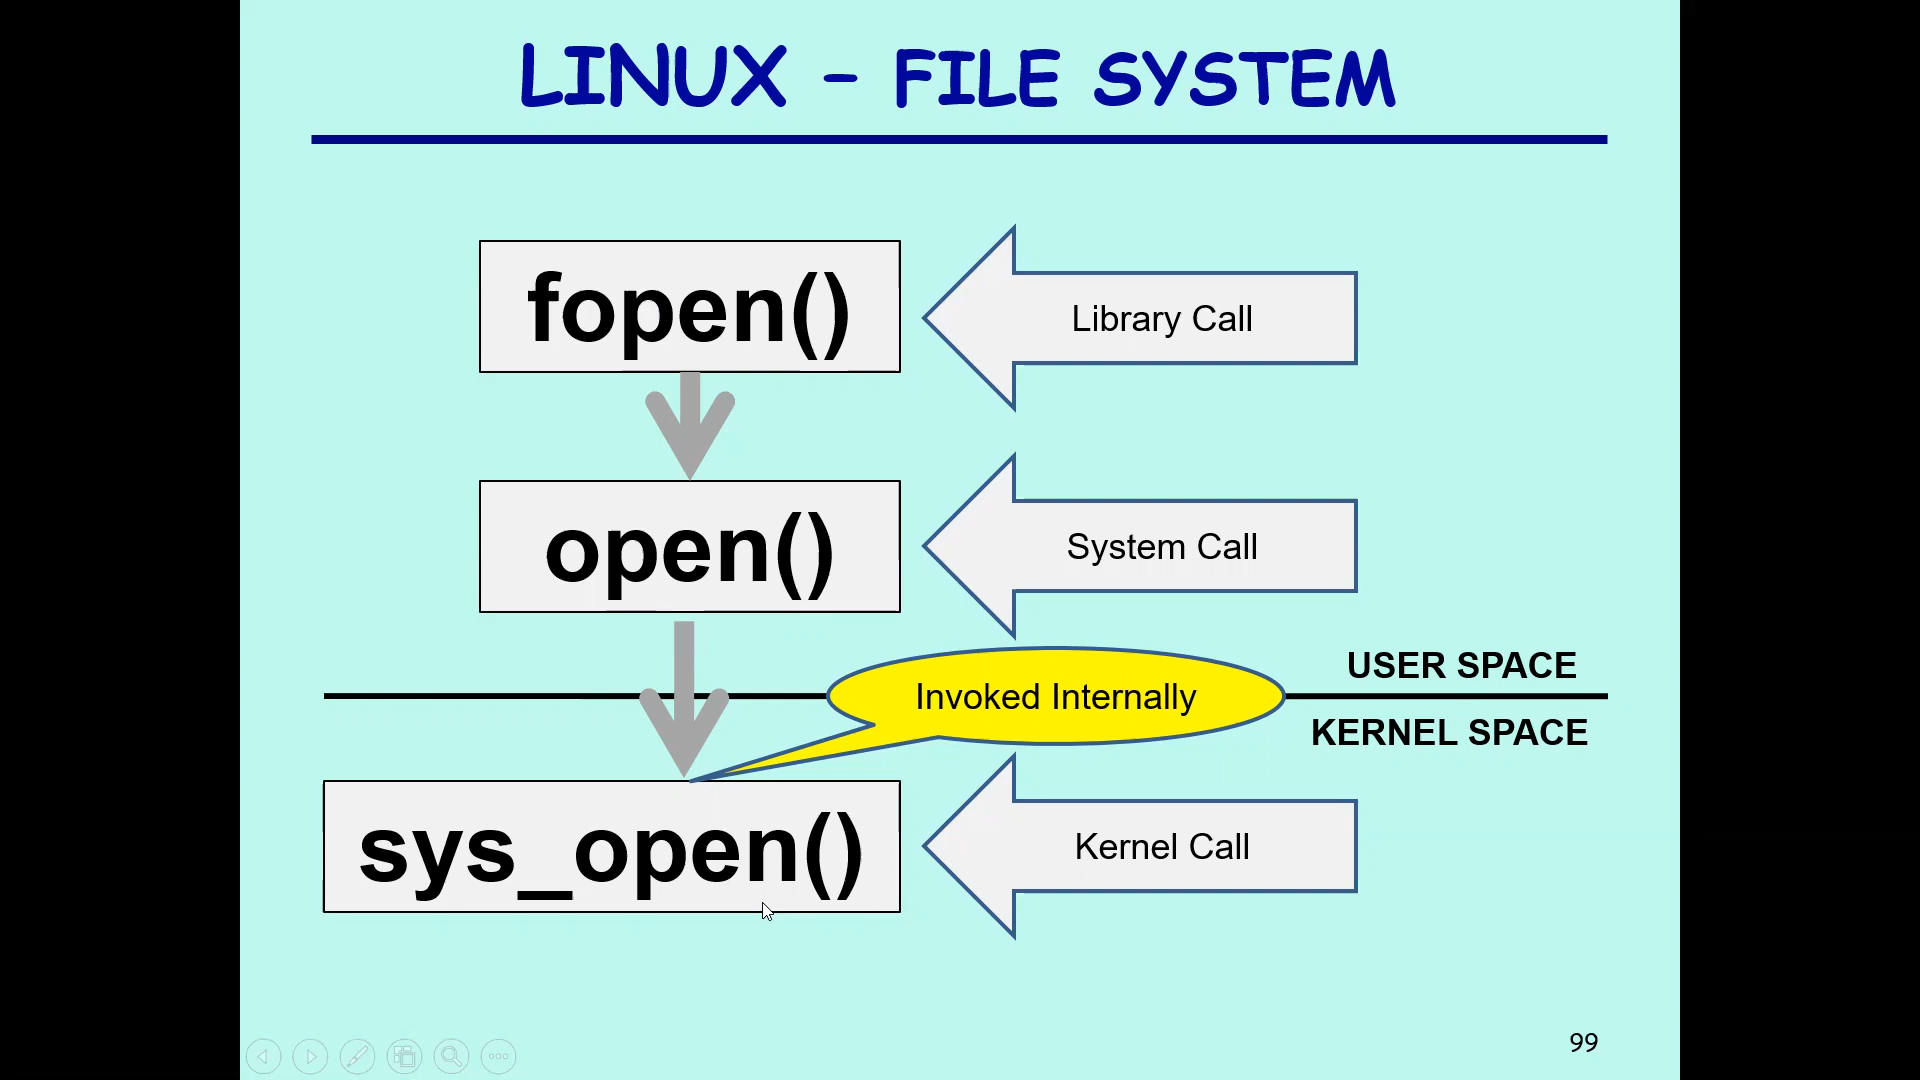 LINUX – FILE SYSTEM
fopen()
Library Call
open()
System Call
USER SPACE
Invoked Internally
KERNEL SPACE
sys_open()
Kernel Call
99